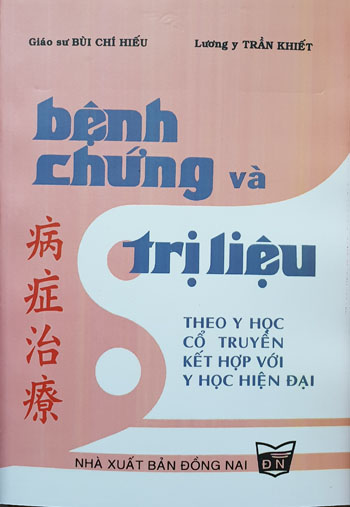 Giáo sư BÙI CHÍ HIẾU
Lương y TRẦN KHIẾT
bệnh
chứng và
trị liệu
病症治療
THEO Y HỌC
CỔ TRUYỀN
KẾT HỢP VỚI
Y HỌC HIỆN ĐẠI
NHÀ XUẤT BẢN ĐỒNG NAI
ĐN